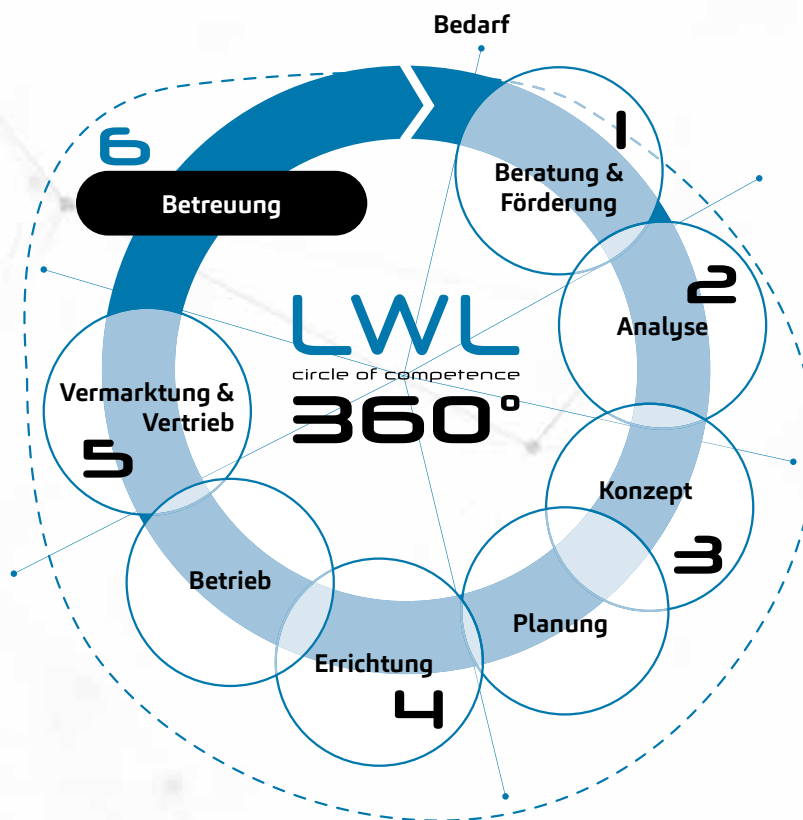 Bedarf
1
Beratung &
Förderung
2
Analyse
Konzept
3
Planung
Errichtung
4
Betrieb
Vermarktung &
Vertrieb
5
6
Betreuung
LWL
circle of competence
360°